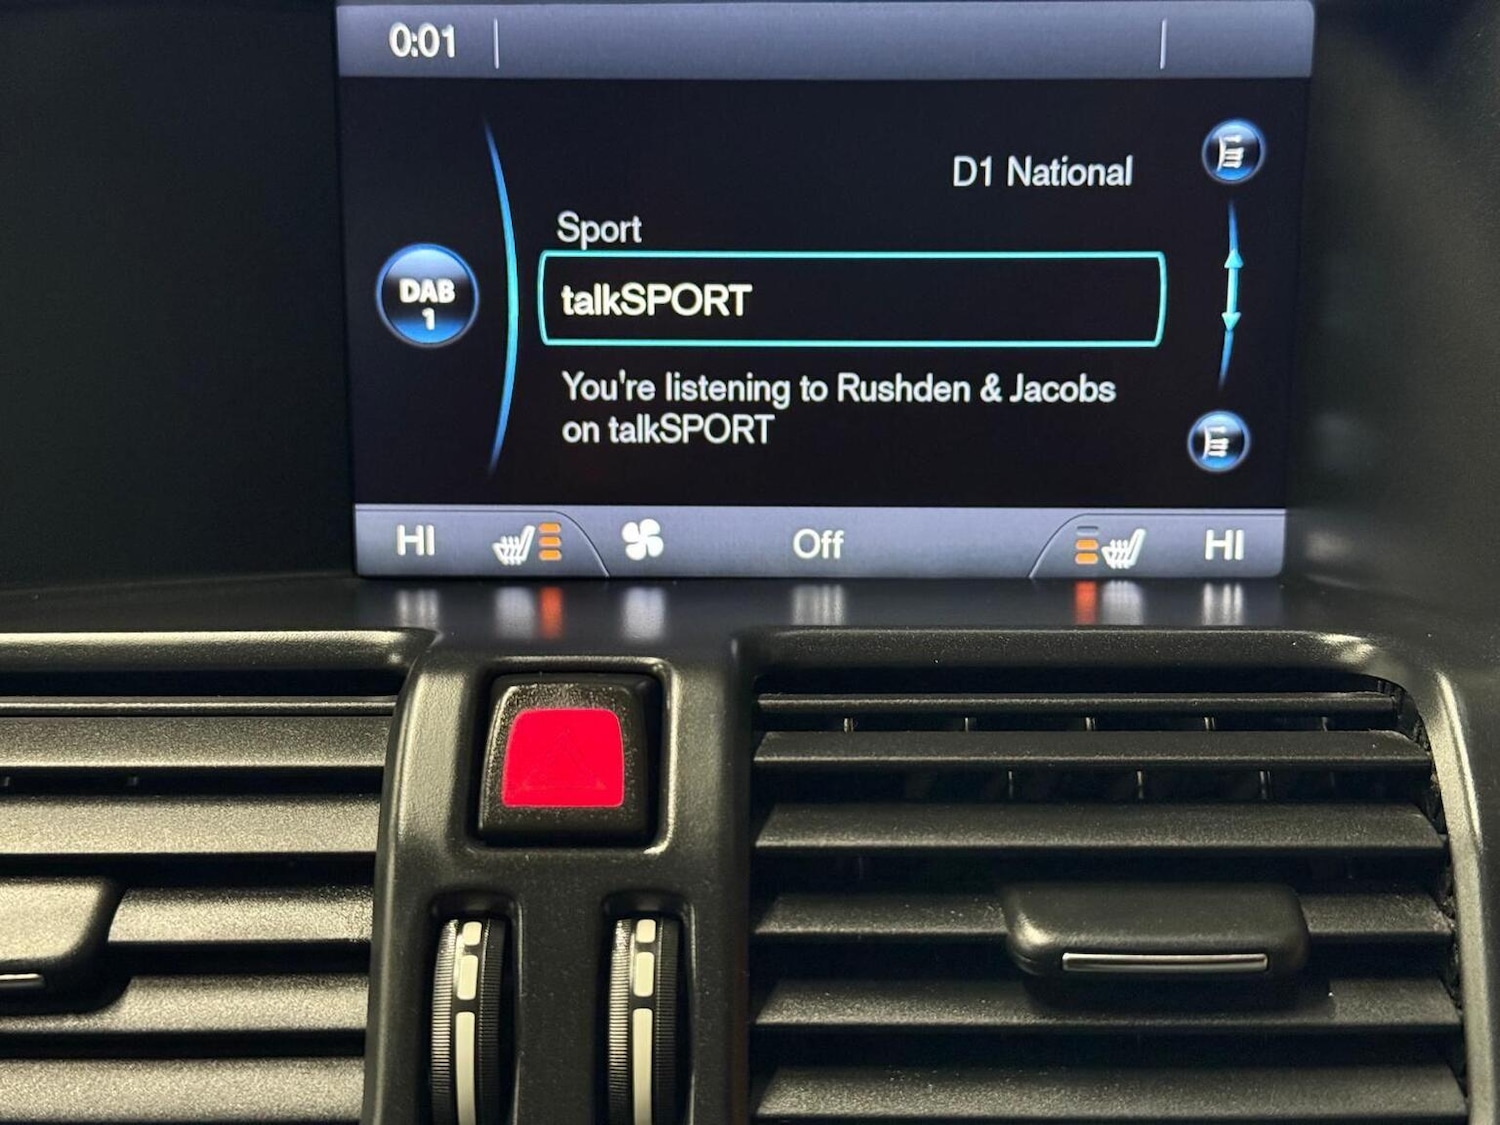 0:01
D1 National
Sport
DAB
1
talkSPORT
You're listening to Rushden & Jacobs
on talkSPORT
HI
Off
HI